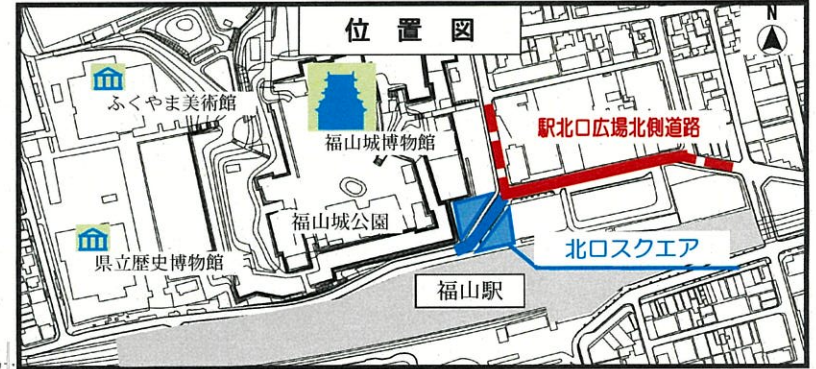 位置図
N
ふくやま美術館
福山城博物館
駅北口広場北側道路
福山城公園
県立歴史博物館
北口スクエア
福山駅